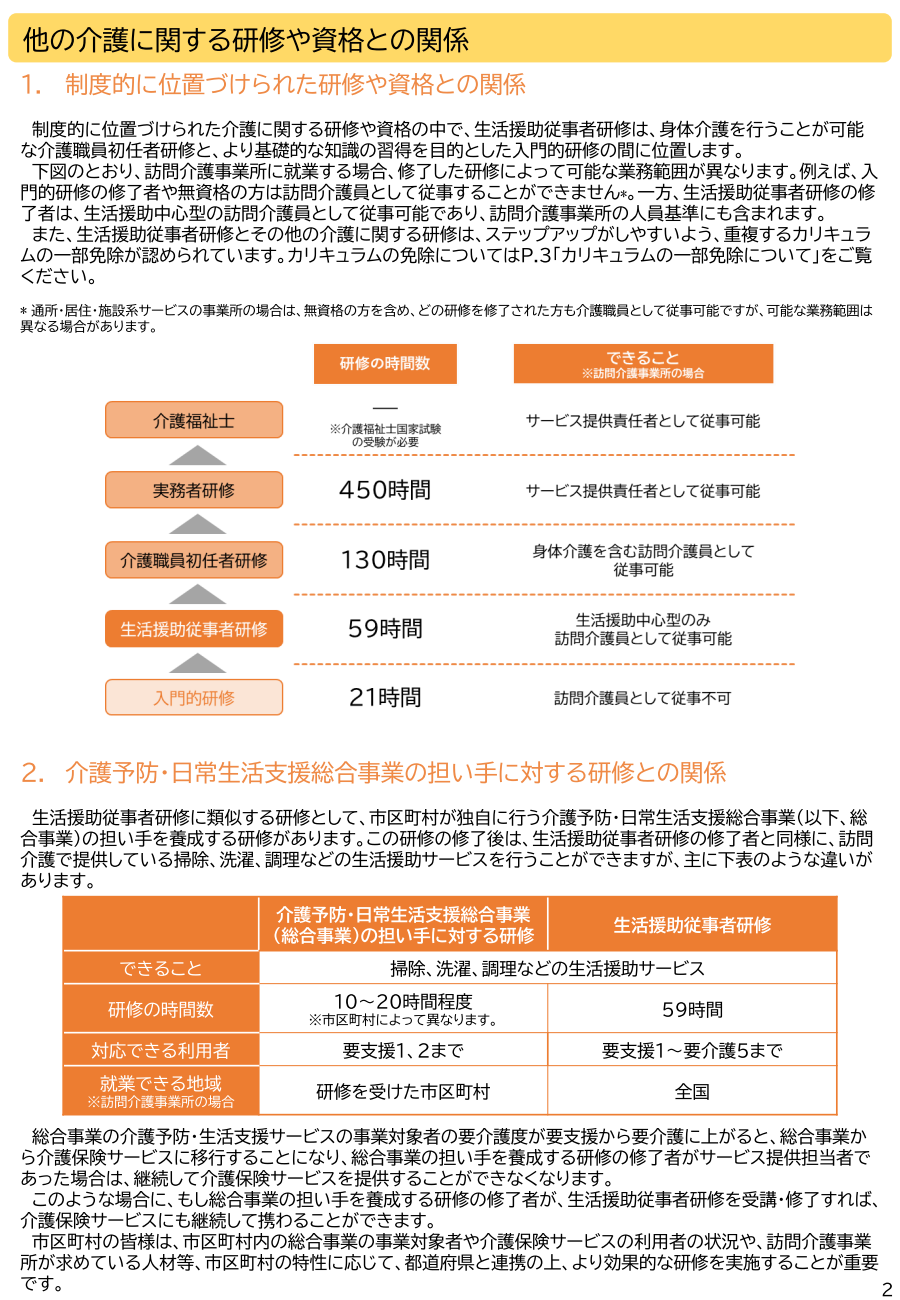 他の介護に関する研修や資格との関係
1. 制度的に位置づけられた研修や資格との関係
制度的に位置づけられた介護に関する研修や資格の中で、生活援助従事者研修は、身体介護を行うことが可能
な介護職員初任者研修と、より基礎的な知識の習得を目的とした入門的研修の間に位置します。
下図のとおり、訪問介護事業所に就業する場合、修了した研修によって可能な業務範囲が異なります。例えば、入
門的研修の修了者や無資格の方は訪問介護員として従事することができません*。一方、生活援助従事者研修の修
了者は、生活援助中心型の訪問介護員として従事可能であり、訪問介護事業所の人員基準にも含まれます。
また、生活援助従事者研修とその他の介護に関する研修は、ステップアップがしやすいよう、重複するカリキュラ
ムの一部免除が認められています。カリキュラムの免除についてはP.3「カリキュラムの一部免除について」をご覧
ください。
* 通所・居住・施設系サービスの事業所の場合は、無資格の方を含め、どの研修を修了された方も介護職員として従事可能ですが、可能な業務範囲は
異なる場合があります。
研修の時間数
できること
※訪問介護事業所の場合
介護福祉士
―
※介護福祉士国家試験
の受験が必要
サービス提供責任者として従事可能
実務者研修
450時間
サービス提供責任者として従事可能
介護職員初任者研修
130時間
身体介護を含む訪問介護員として
従事可能
生活援助従事者研修
59時間
生活援助中心型のみ
訪問介護員として従事可能
入門的研修
21時間
訪問介護員として従事不可
2. 介護予防・日常生活支援総合事業の担い手に対する研修との関係
生活援助従事者研修に類似する研修として、市区町村が独自に行う介護予防・日常生活支援総合事業(以下、総
合事業)の担い手を養成する研修があります。この研修の修了後は、生活援助従事者研修の修了者と同様に、訪問
介護で提供している掃除、洗濯、調理などの生活援助サービスを行うことができますが、主に下表のような違いが
あります。
介護予防・日常生活支援総合事業
(総合事業)の担い手に対する研修
生活援助従事者研修
できること
掃除、洗濯、調理などの生活援助サービス
研修の時間数
10～20時間程度
※市区町村によって異なります。
59時間
対応できる利用者
要支援1、2まで
要支援1～要介護5まで
就業できる地域
※訪問介護事業所の場合
研修を受けた市区町村
全国
総合事業の介護予防・生活支援サービスの事業対象者の要介護度が要支援から要介護に上がると、総合事業か
ら介護保険サービスに移行することになり、総合事業の担い手を養成する研修の修了者がサービス提供担当者で
あった場合は、継続して介護保険サービスを提供することができなくなります。
このような場合に、もし総合事業の担い手を養成する研修の修了者が、生活援助従事者研修を受講・修了すれば、
介護保険サービスにも継続して携わることができます。
市区町村の皆様は、市区町村内の総合事業の事業対象者や介護保険サービスの利用者の状況や、訪問介護事業
所が求めている人材等、市区町村の特性に応じて、都道府県と連携の上、より効果的な研修を実施することが重要
です。
2